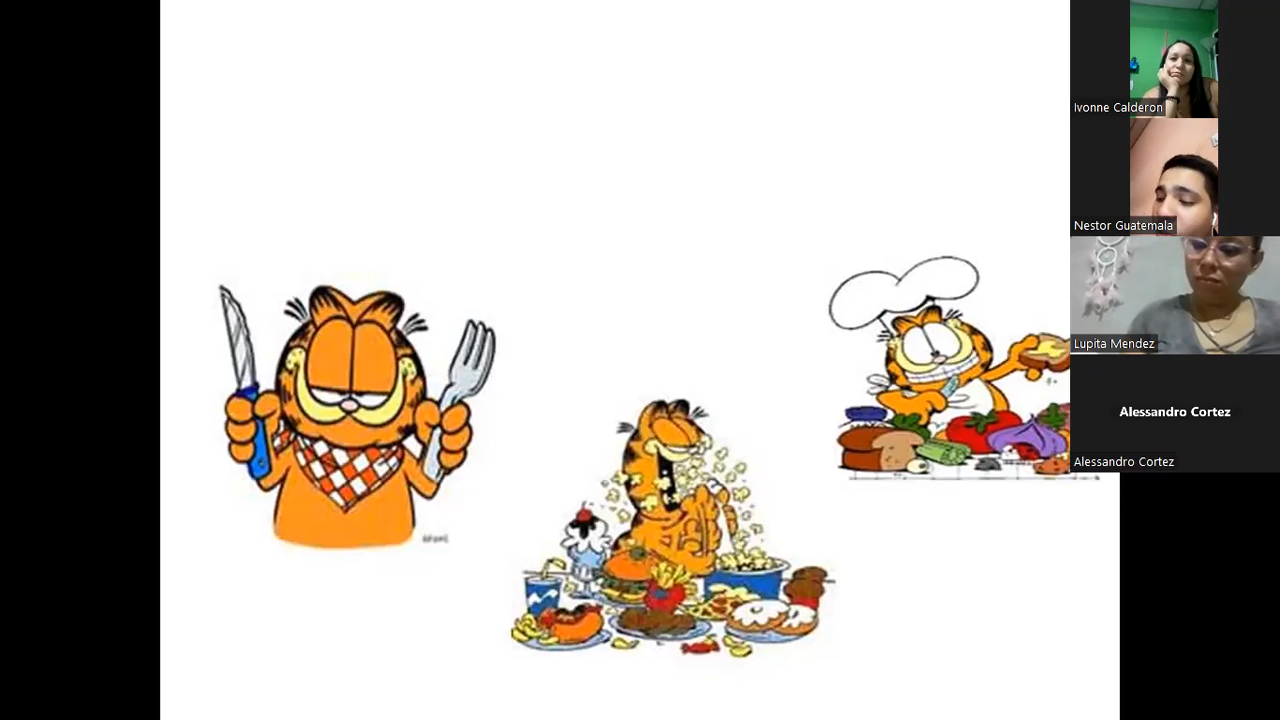 Ivonne Calderon
Nestor Guatemala
Lupita Mendez
Alessandro Cortez
Alessandro Cortez